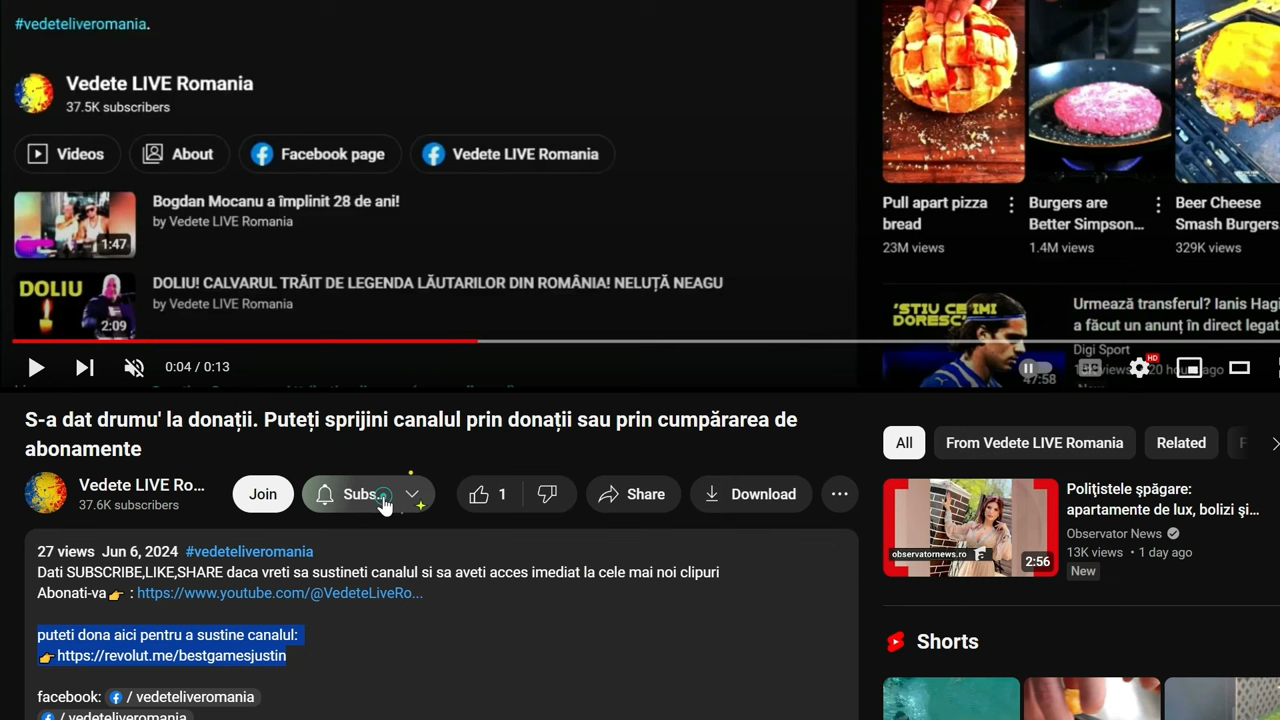 #vedeteliveromania.
Vedete LIVE Romania
37.5K subscribers
Videos
About
Facebook page
Vedete LIVE Romania
Bogdan Mocanu a împlinit 28 de ani!
by Vedete LIVE Romania
1:47
DOLIU! CALVARUL TRĂIT DE LEGENDA LĂUTARILOR DIN ROMÂNIA! NELUȚĂ NEAGU
by Vedete LIVE Romania
DOLIU
2:09
0:04 / 0:13
HD
Pull apart pizza
bread
23M views
Burgers are
Better Simpson...
1.4M views
Beer Cheese
Smash Burgers
329K views
'ȘTIU CE ÎMI
DORESC'
47:58
Urmează transferul? Ianis Hagi
a făcut un anunț în direct legat
Digi Sport
20 hours ago
S-a dat drumu' la donații. Puteți sprijini canalul prin donații sau prin cumpărarea de
abonamente
Vedete LIVE Ro...
37.6K subscribers
Join
Subs
1
Share
Download
27 views Jun 6, 2024 #vedeteliveromania
Dati SUBSCRIBE,LIKE,SHARE daca vreti sa sustineti canalul si sa aveti acces imediat la cele mai noi clipuri
Abonati-va👉 : https://www.youtube.com/@VedeteLiveRo...
puteti dona aici pentru a sustine canalul:
👉https://revolut.me/bestgamesjustin
facebook: / vedeteliveromania
/ vedeteliveromania
All
From Vedete LIVE Romania
Related
Polițistele șpăgare:
apartamente de lux, bolizi și...
Observator News
13K views • 1 day ago
New
observatornews.ro
2:56
Shorts